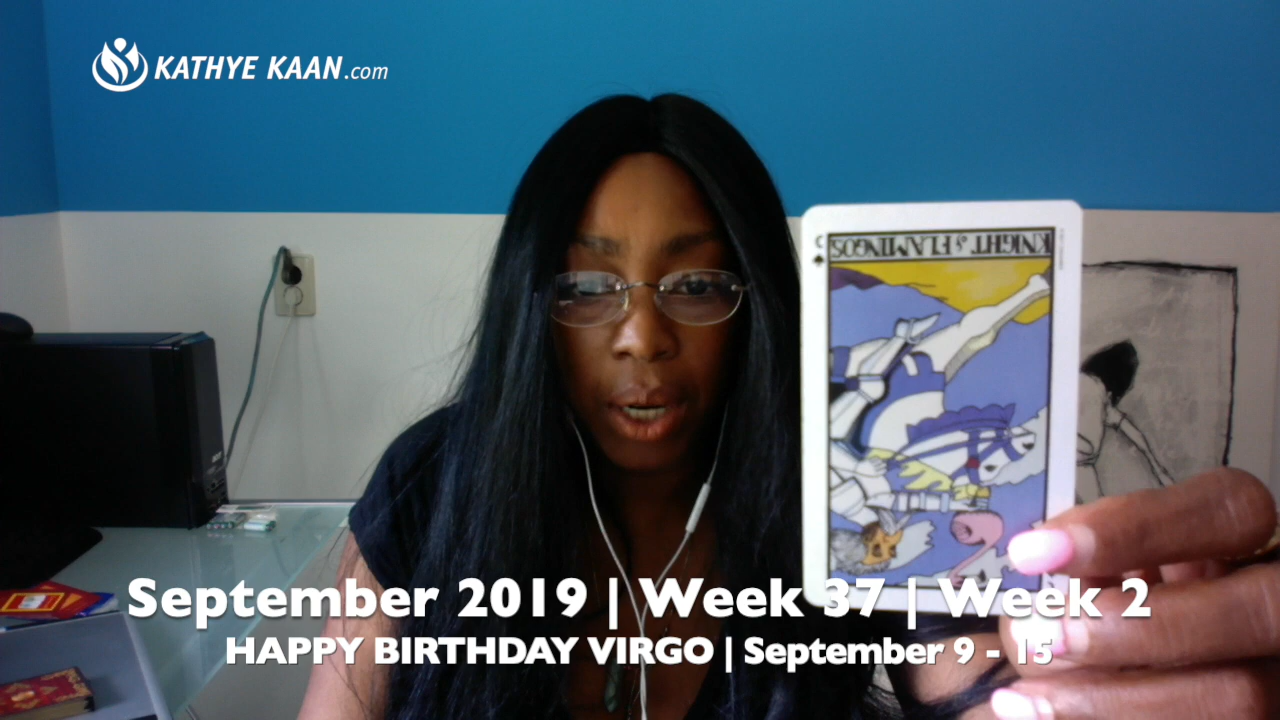 KATHYE KAAN.com
KNIGHT of FLAMINGOS
September 2019 | Week 37 | Week 2
HAPPY BIRTHDAY VIRGO | September 9 - 15